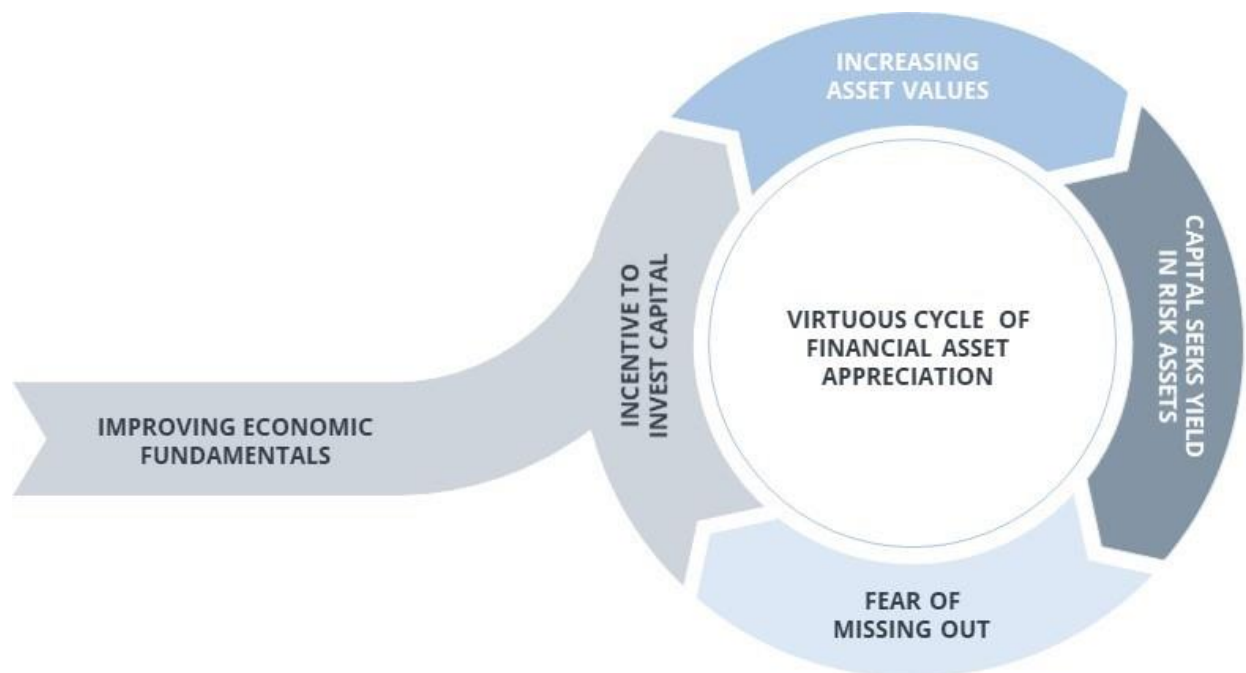 INCREASING
ASSET VALUES
CAPITAL SEEKS YIELD
IN RISK ASSETS
INCENTIVE TO
INVEST CAPITAL
VIRTUOUS CYCLE OF
FINANCIAL ASSET
APPRECIATION
IMPROVING ECONOMIC
FUNDAMENTALS
FEAR OF
MISSING OUT